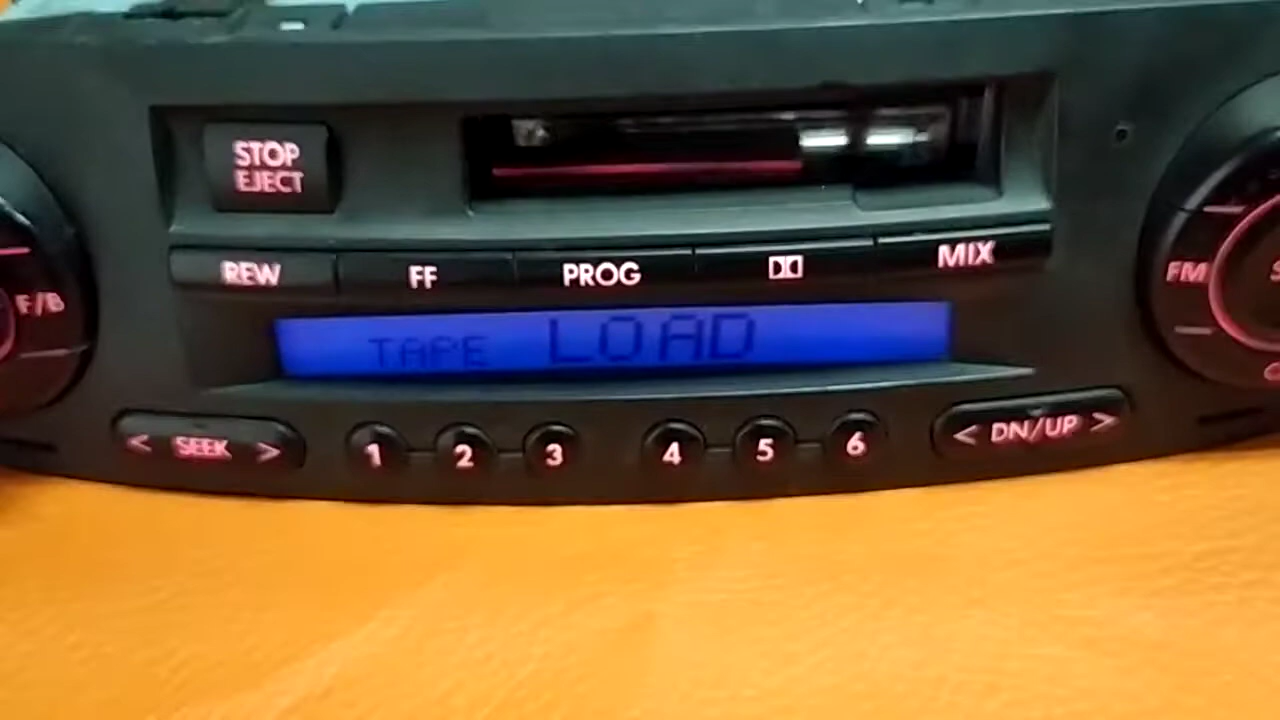 STOP
EJECT
REW FF PROG MIX
F/B
FM
TAPE LOAD
< SEEK > 1 2 3 4 5 6 < DN/UP >